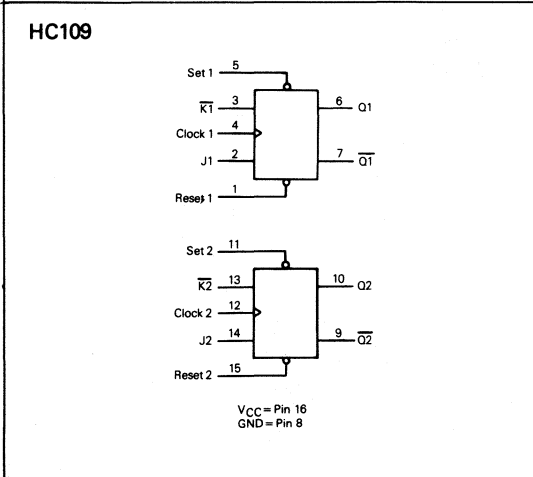 HC109
Set 1 5
K1 3
4
Clock 1
J1 2
Reset 1 1
6 Q1
7 Q1
Set 2 11
K2 13
Clock 2 12
J2 14
Reset 2 15
10 Q2
9 Q2
VCC = Pin 16
GND = Pin 8